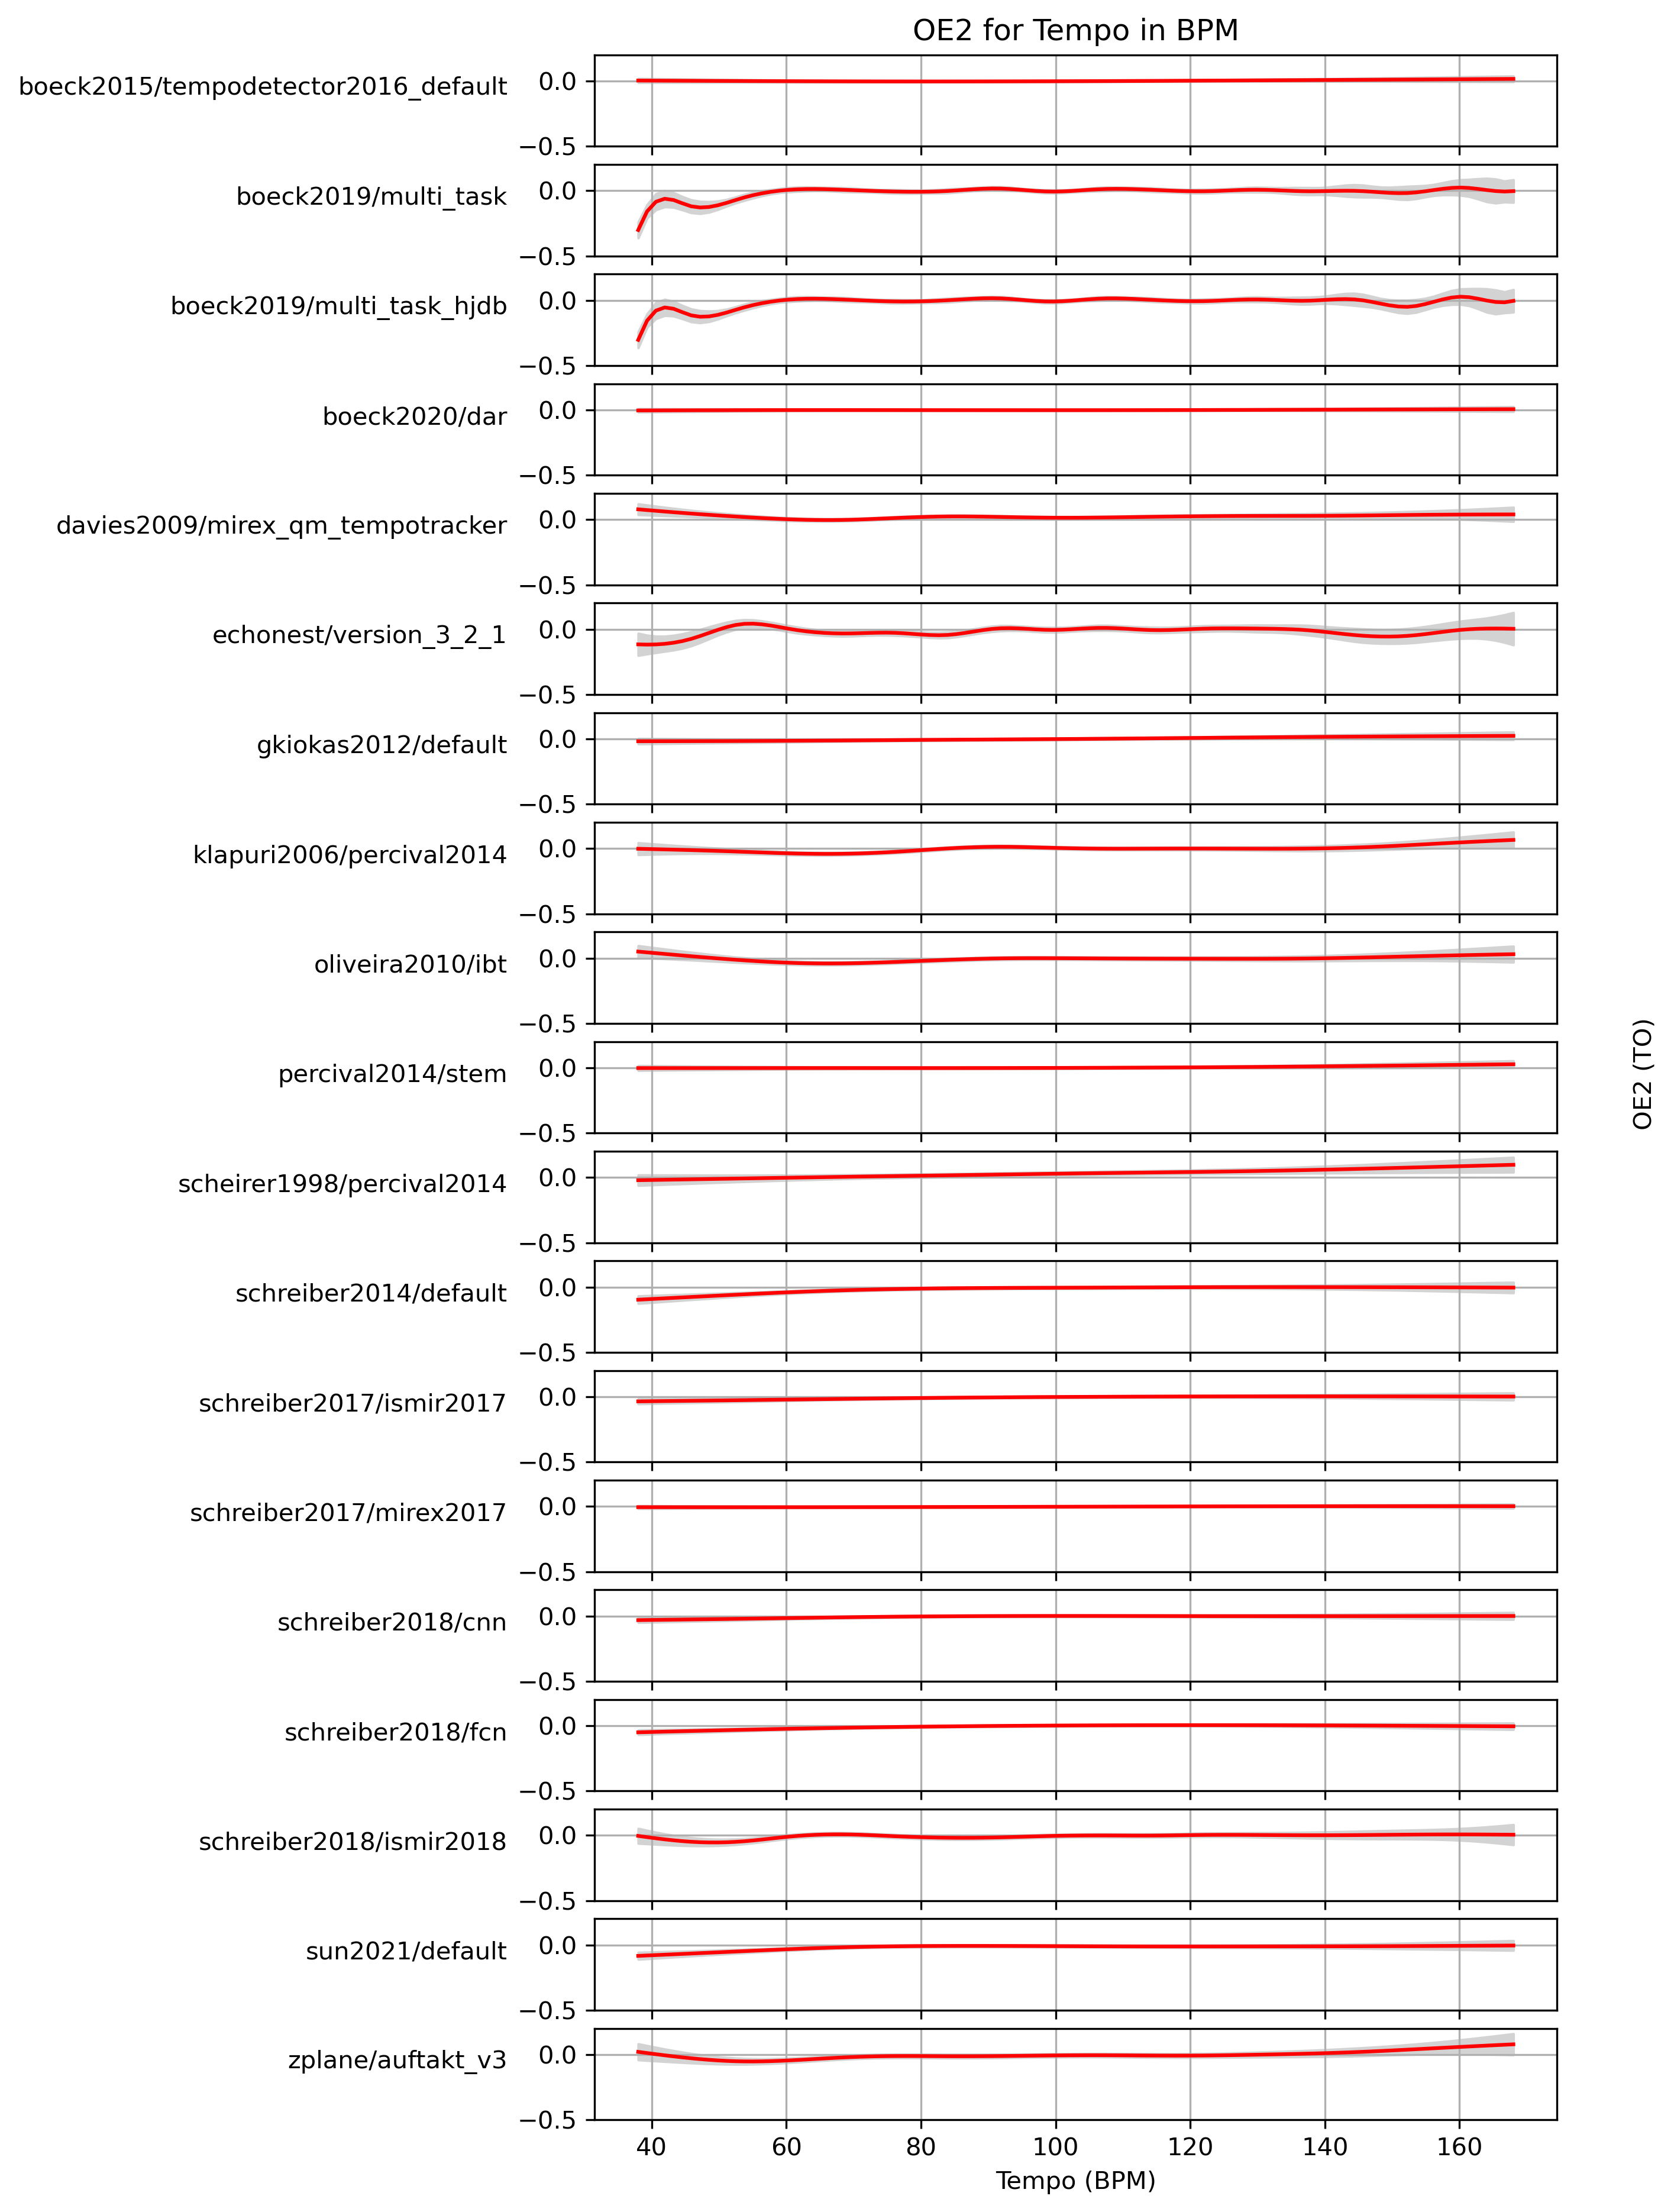 OE2 for Tempo in BPM
boeck2015/tempodetector2016_default
0.0
−0.5
boeck2019/multi_task
0.0
−0.5
boeck2019/multi_task_hjdb
0.0
−0.5
boeck2020/dar
0.0
−0.5
davies2009/mirex_qm_tempotracker
0.0
−0.5
echonest/version_3_2_1
0.0
−0.5
gkiokas2012/default
0.0
−0.5
klapuri2006/percival2014
0.0
−0.5
oliveira2010/ibt
0.0
−0.5
percival2014/stem
0.0
−0.5
scheirer1998/percival2014
0.0
−0.5
schreiber2014/default
0.0
−0.5
schreiber2017/ismir2017
0.0
−0.5
schreiber2017/mirex2017
0.0
−0.5
schreiber2018/cnn
0.0
−0.5
schreiber2018/fcn
0.0
−0.5
schreiber2018/ismir2018
0.0
−0.5
sun2021/default
0.0
−0.5
zplane/auftakt_v3
0.0
−0.5
40 60 80 100 120 140 160
Tempo (BPM)
OE2 (TO)